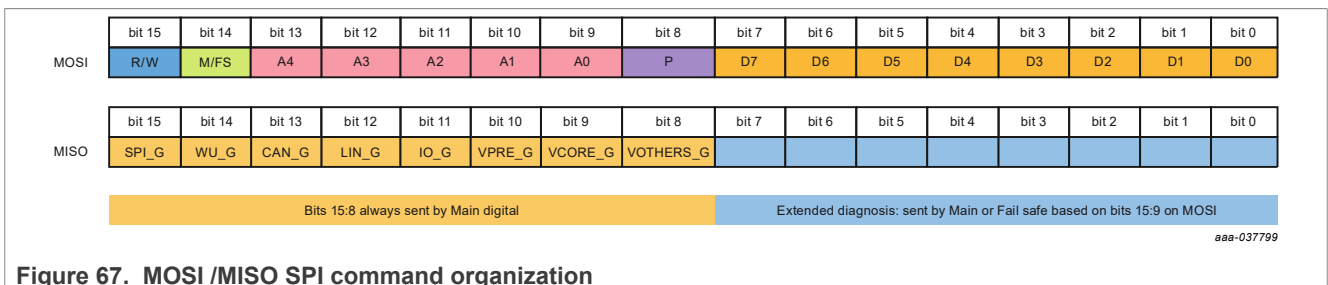 bit 15 bit 14 bit 13 bit 12 bit 11 bit 10 bit 9 bit 8 bit 7 bit 6 bit 5 bit 4 bit 3 bit 2 bit 1 bit 0
MOSI R/W M/FS A4 A3 A2 A1 A0 P D7 D6 D5 D4 D3 D2 D1 D0
bit 15 bit 14 bit 13 bit 12 bit 11 bit 10 bit 9 bit 8 bit 7 bit 6 bit 5 bit 4 bit 3 bit 2 bit 1 bit 0
MISO SPI_G WU_G CAN_G LIN_G IO_G VPRE_G VCORE_G VOTHERS_G
Bits 15:8 always sent by Main digital Extended diagnosis: sent by Main or Fail safe based on bits 15:9 on MOSI
aaa-037799
Figure 67. MOSI /MISO SPI command organization